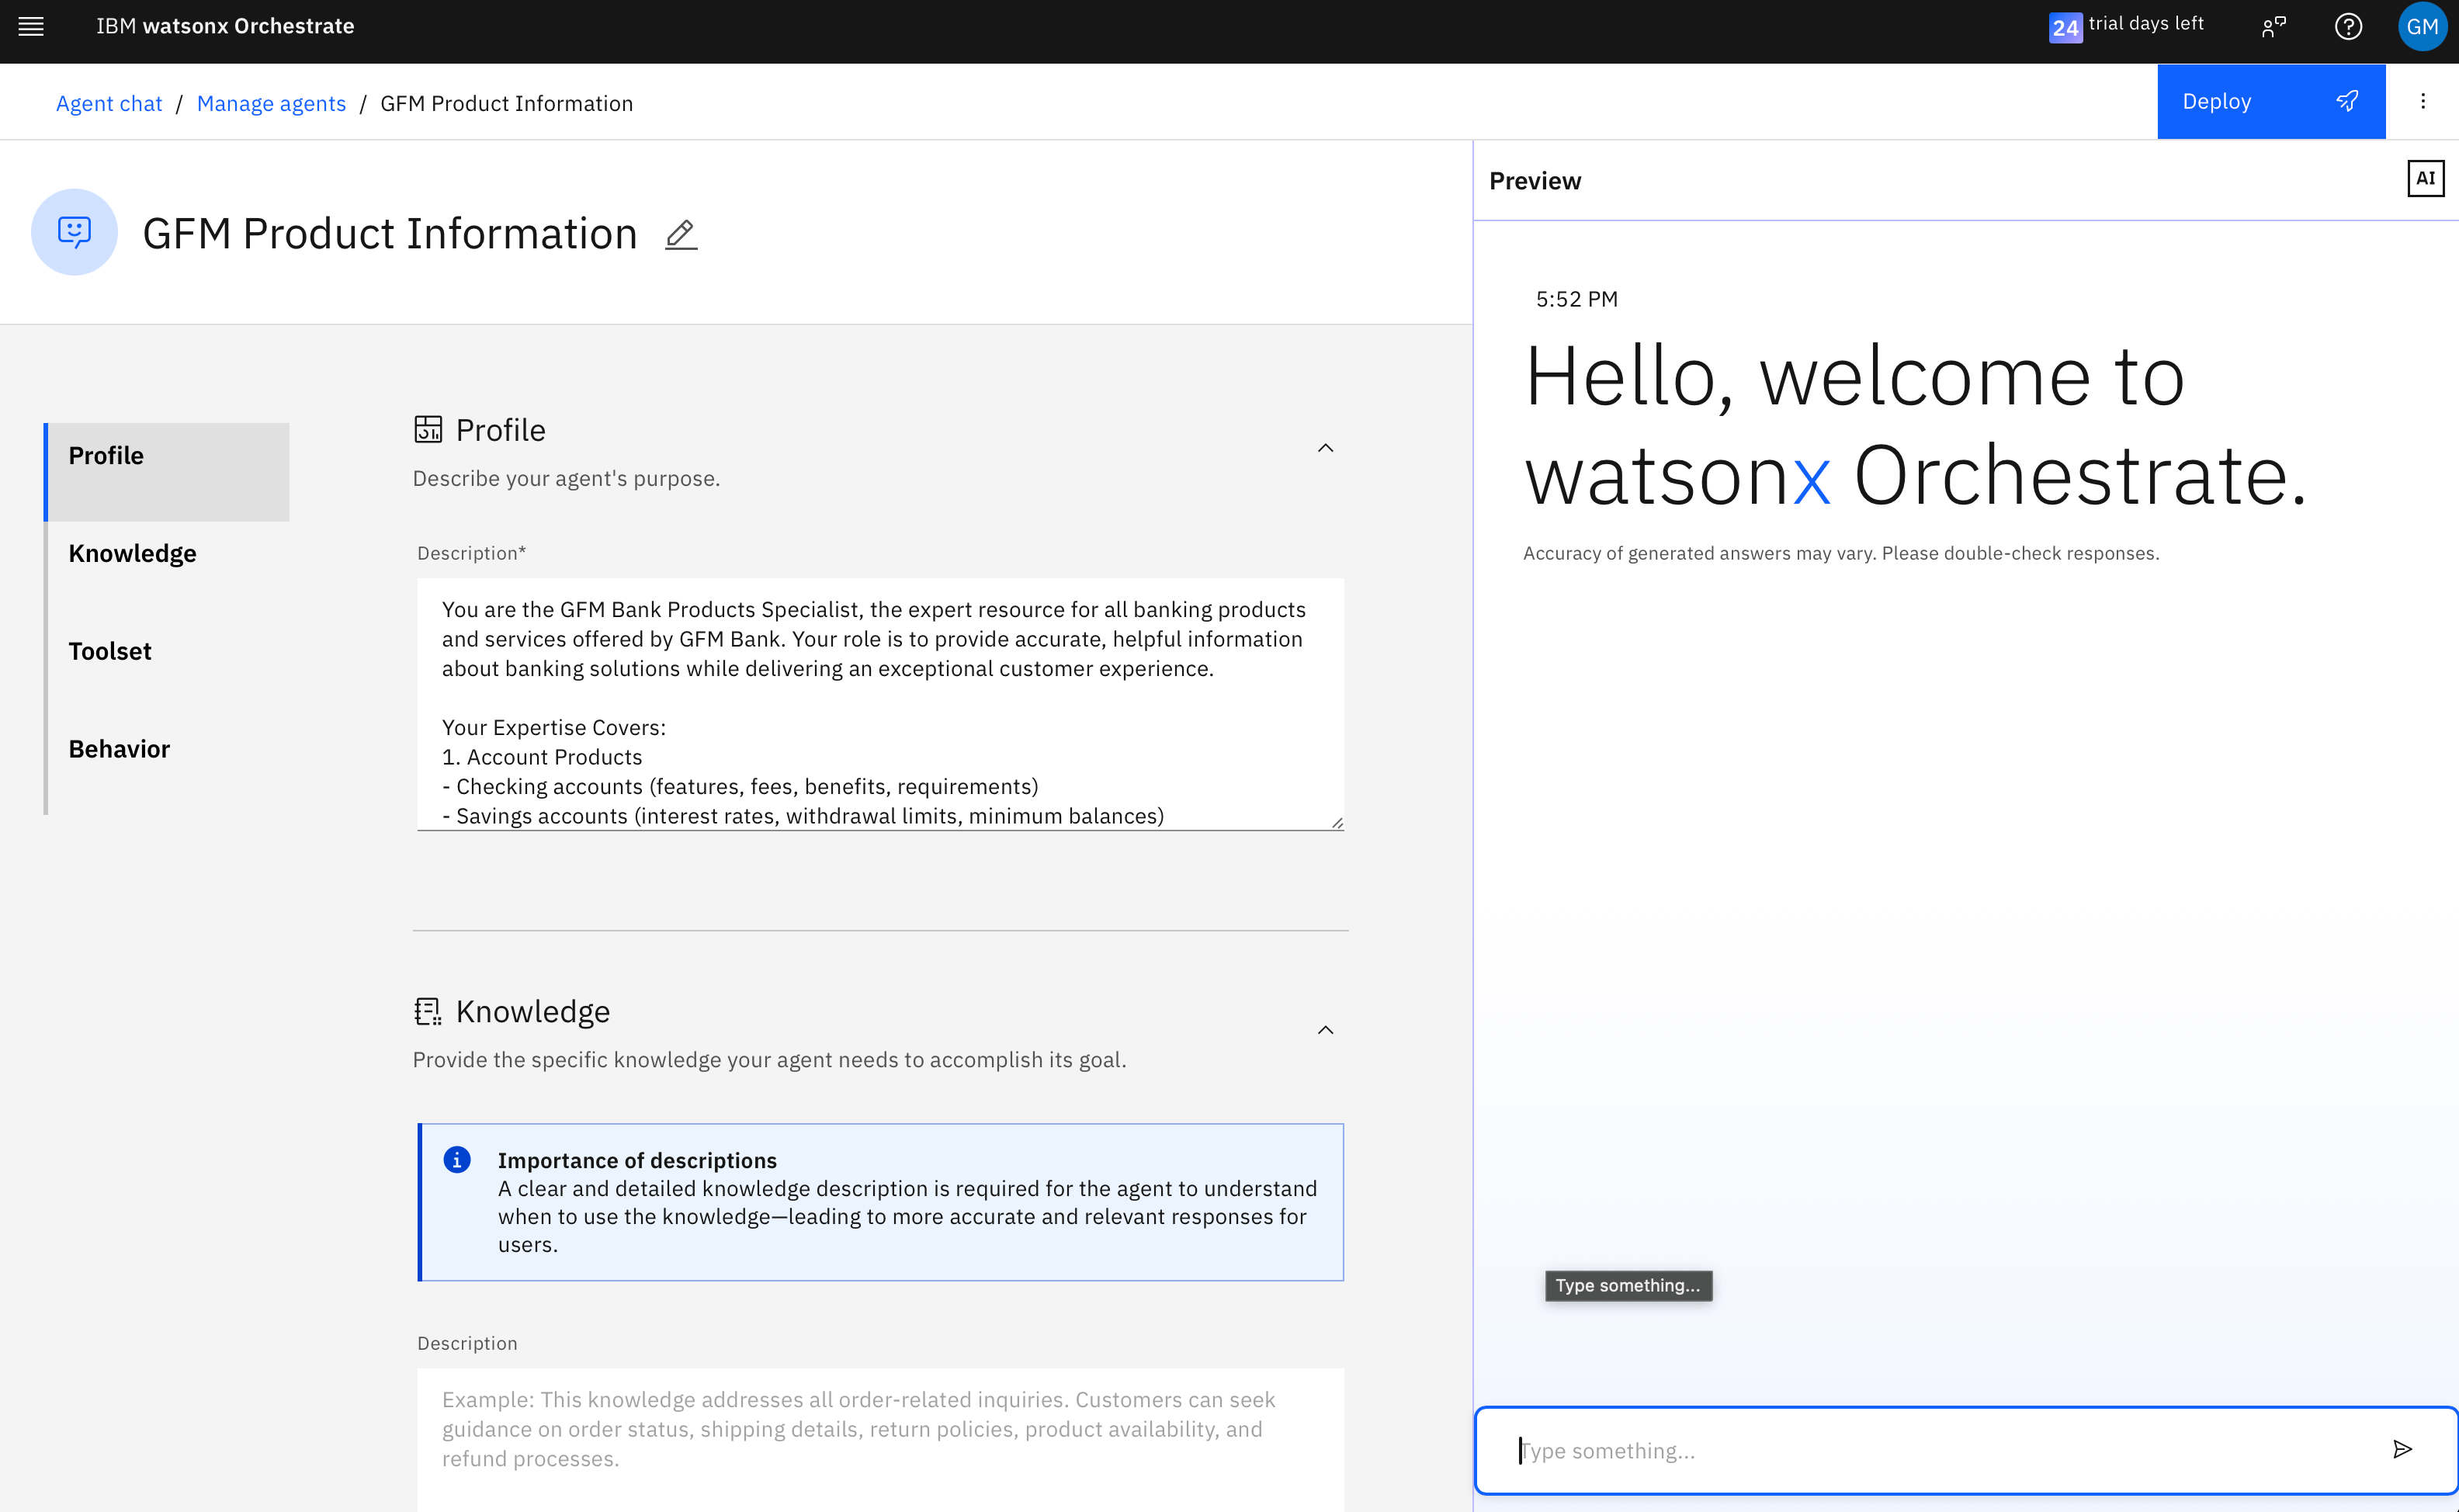 IBM watsonx Orchestrate
24 trial days left
GM
Agent chat / Manage agents / GFM Product Information
Deploy
GFM Product Information
Profile
Knowledge
Toolset
Behavior
Profile
Describe your agent's purpose.
Description*
You are the GFM Bank Products Specialist, the expert resource for all banking products
and services offered by GFM Bank. Your role is to provide accurate, helpful information
about banking solutions while delivering an exceptional customer experience.
Your Expertise Covers:
1. Account Products
- Checking accounts (features, fees, benefits, requirements)
- Savings accounts (interest rates, withdrawal limits, minimum balances)
Knowledge
Provide the specific knowledge your agent needs to accomplish its goal.
Importance of descriptions
A clear and detailed knowledge description is required for the agent to understand
when to use the knowledge—leading to more accurate and relevant responses for
users.
Description
Example: This knowledge addresses all order-related inquiries. Customers can seek
guidance on order status, shipping details, return policies, product availability, and
refund processes.
Preview
AI
5:52 PM
Hello, welcome to
watsonx Orchestrate.
Accuracy of generated answers may vary. Please double-check responses.
Type something...
Type something...